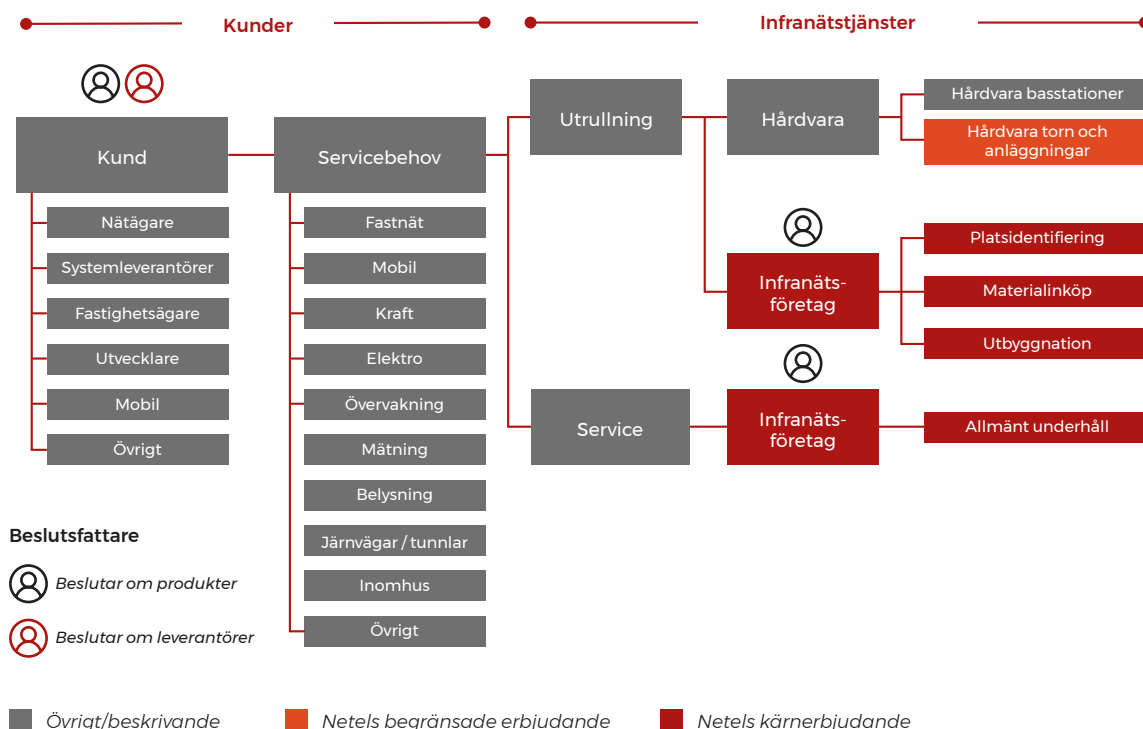 Kunder
Infranätstjänster
Kund
Nätägare
Systemleverantörer
Fastighetsägare
Utvecklare
Mobil
Övrigt
Servicebehov
Fastnät
Mobil
Kraft
Elektro
Övervakning
Mätning
Belysning
Järnvägar / tunnlar
Inomhus
Övrigt
Utrullning
Hårdvara
Hårdvara basstationer
Hårdvara torn och
anläggningar
Infranäts-
företag
Platsidentifiering
Materialinköp
Utbyggnation
Service
Infranäts-
företag
Allmänt underhåll
Beslutsfattare
Beslutar om produkter
Beslutar om leverantörer
Övrigt/beskrivande
Netels begränsade erbjudande
Netels kärnerbjudande